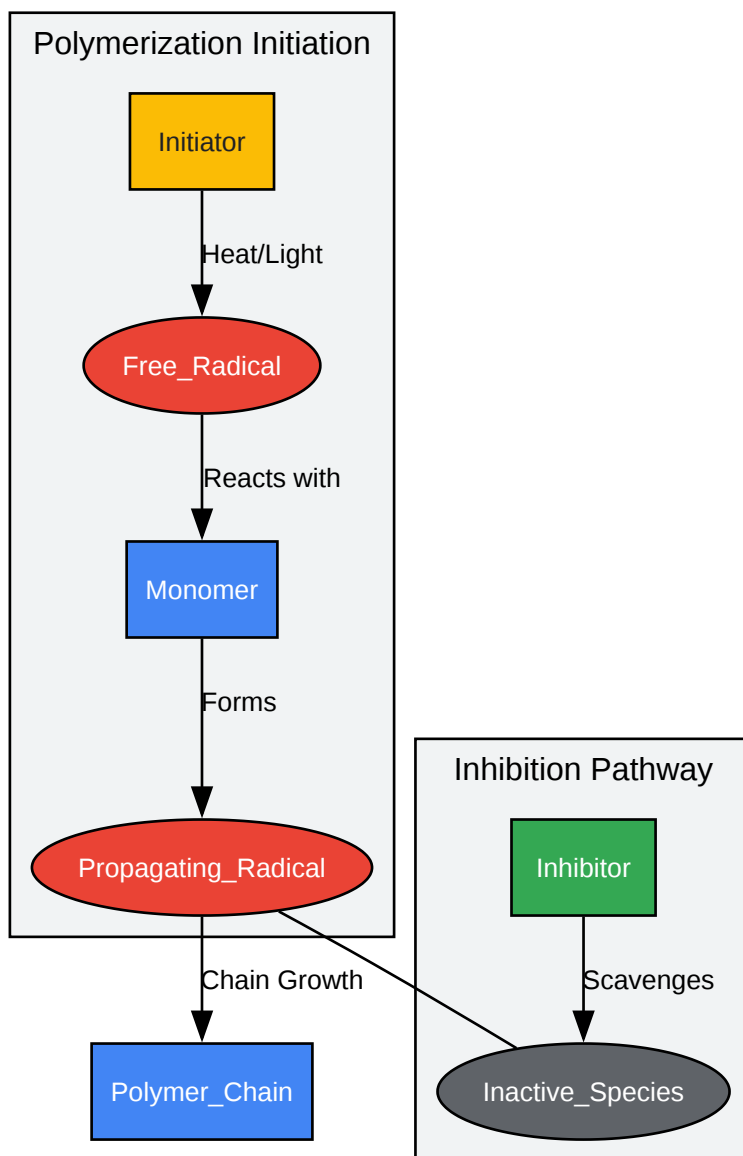 Polymerization Initiation
Initiator
Heat/Light
Free_Radical
Reacts with
Monomer
Forms
Propagating_Radical
Chain Growth
Polymer_Chain
Inhibition Pathway
Inhibitor
Scavenges
Inactive_Species